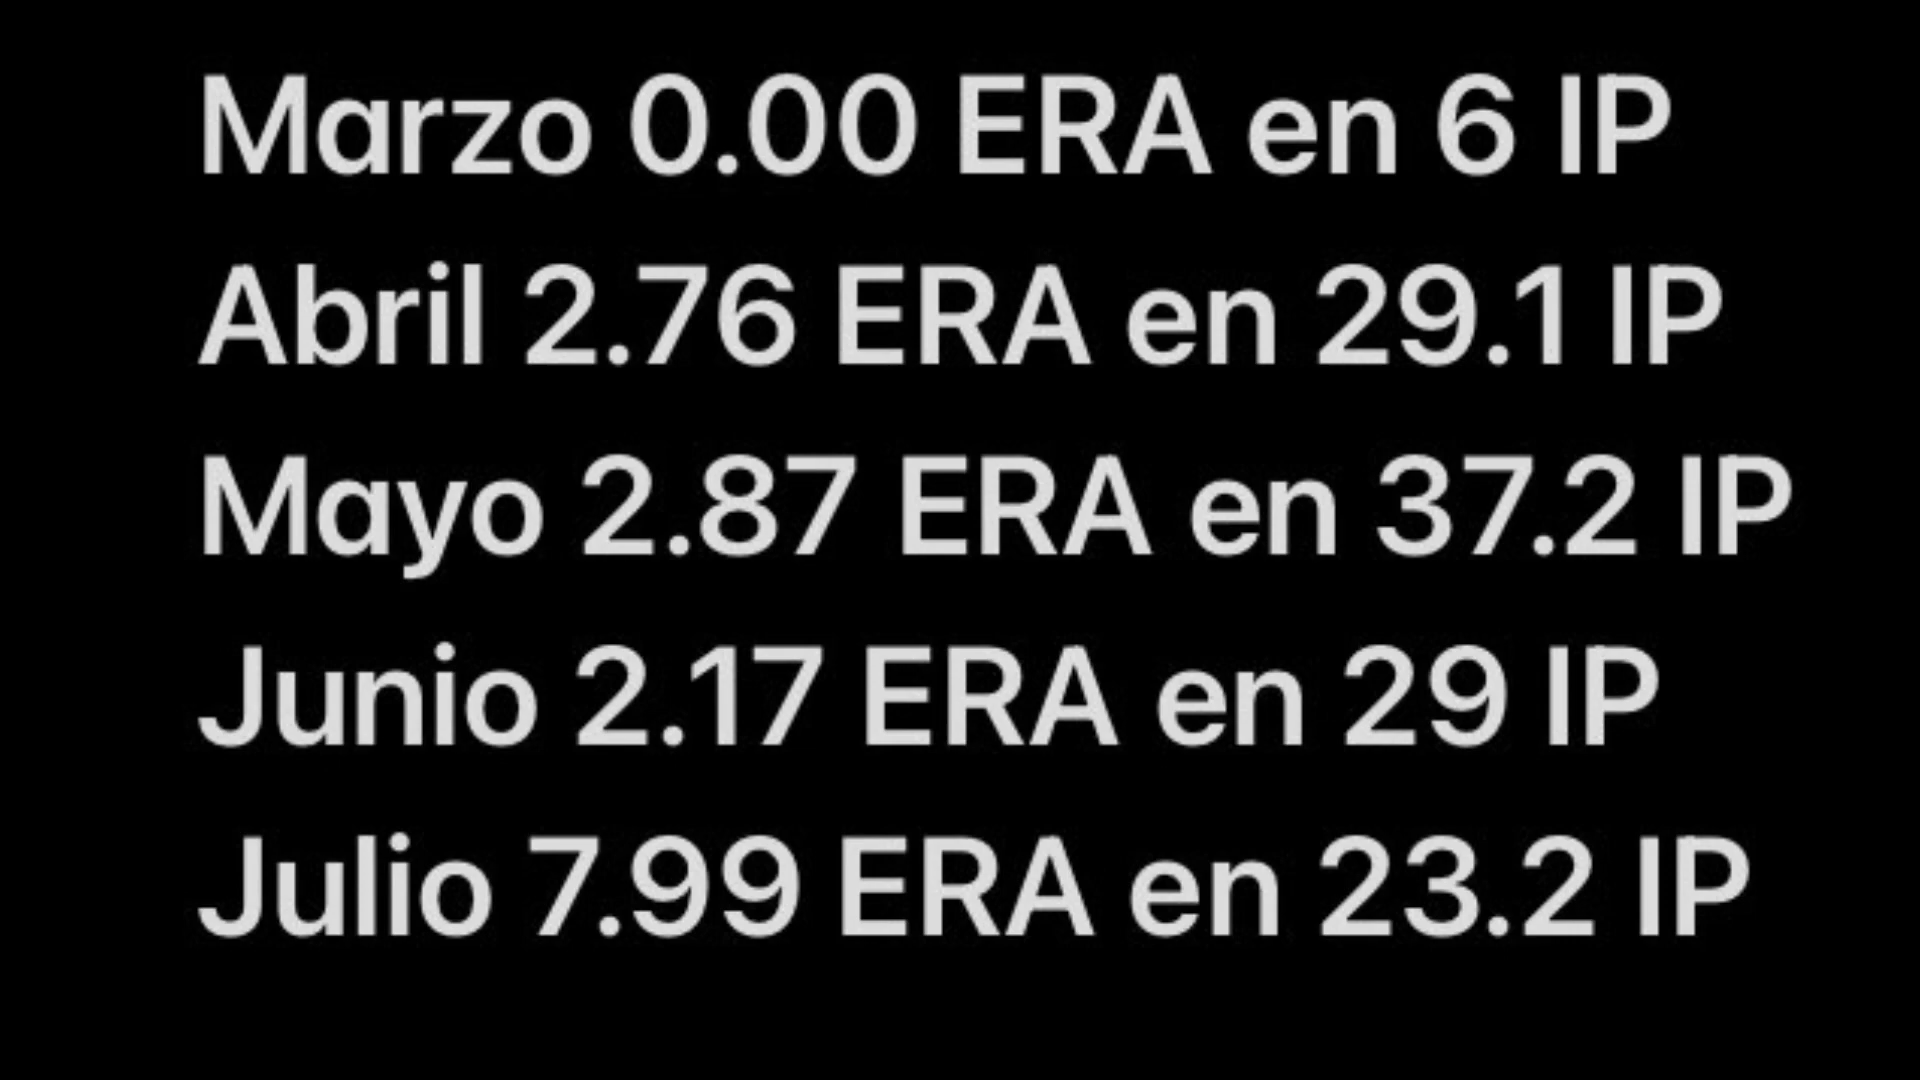 Marzo 0.00 ERA en 6 IP
Abril 2.76 ERA en 29.1 IP
Mayo 2.87 ERA en 37.2 IP
Junio 2.17 ERA en 29 IP
Julio 7.99 ERA en 23.2 IP